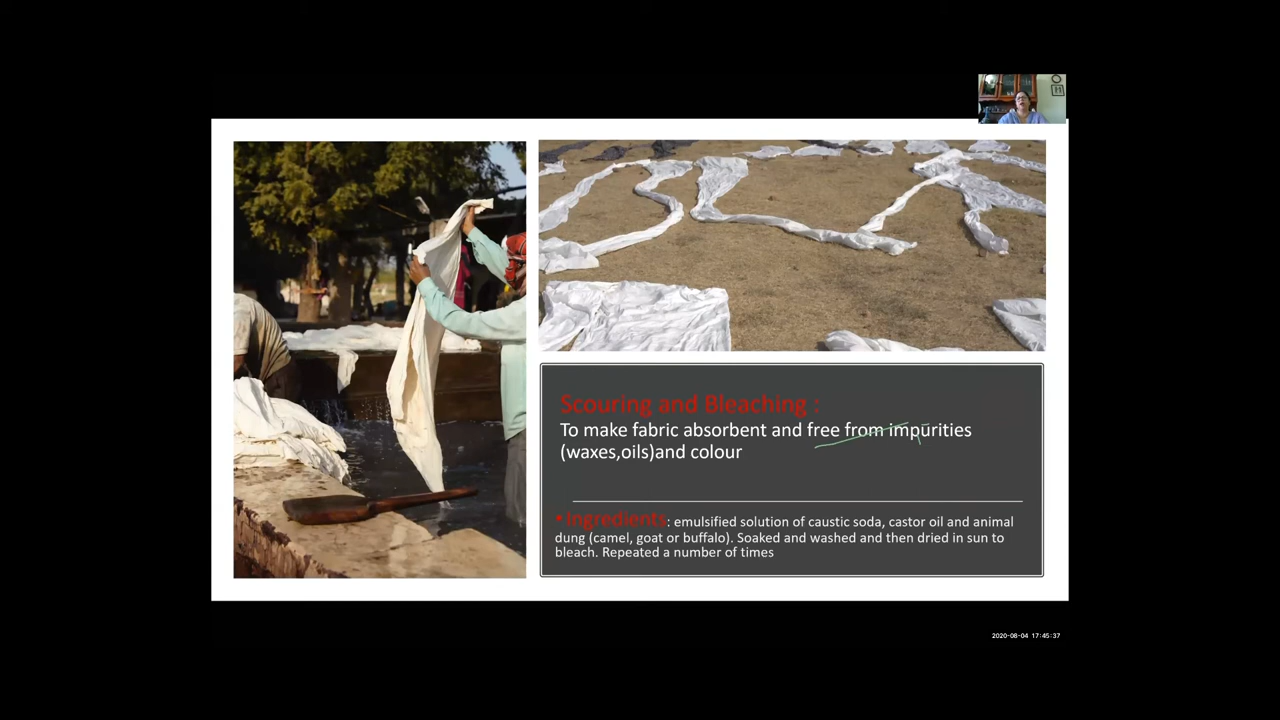 Scouring and Bleaching :
To make fabric absorbent and free from impurities
(waxes,oils)and colour
• Ingredients: emulsified solution of caustic soda, castor oil and animal
dung (camel, goat or buffalo). Soaked and washed and then dried in sun to
bleach. Repeated a number of times
2020-08-04 17:45:37